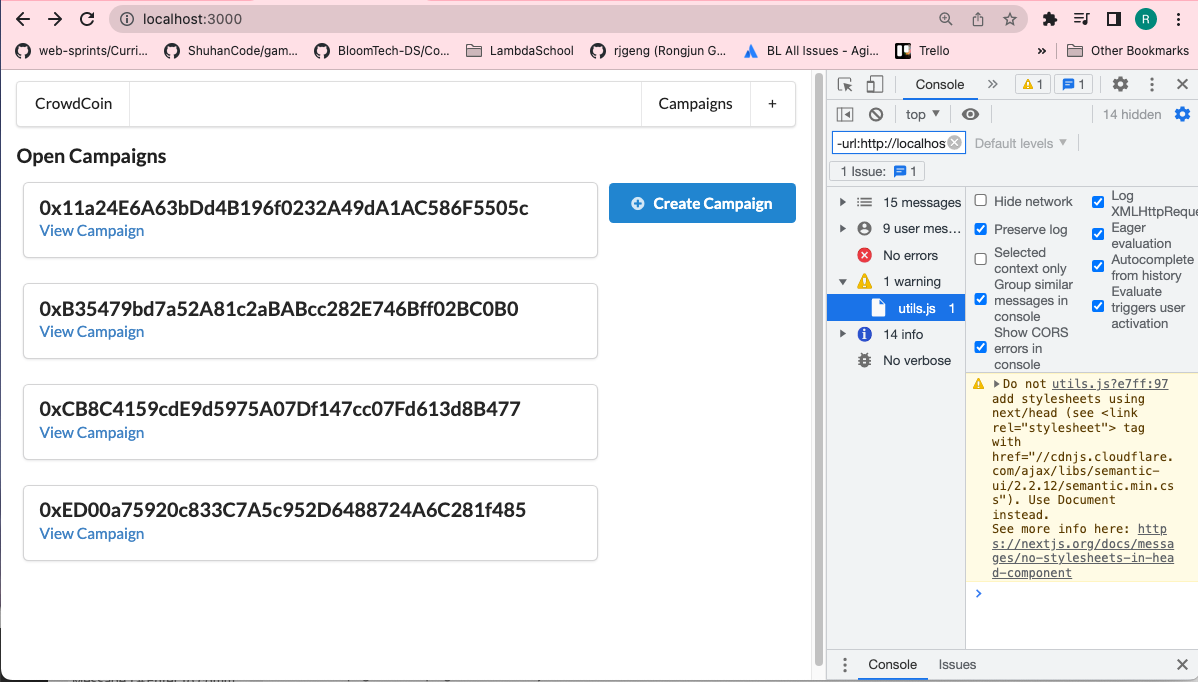 localhost:3000
R
web-sprints/Curri...
ShuhanCode/gam...
BloomTech-DS/Co...
LambdaSchool
rjgeng (Rongjun G...
BL All Issues - Agi...
Trello
»
Other Bookmarks
CrowdCoin
Campaigns
+
Open Campaigns
0x11a24E6A63bDd4B196f0232A49dA1AC586F5505c
View Campaign
Create Campaign
0xB35479bd7a52A81c2aBABcc282E746Bff02BC0B0
View Campaign
0xCB8C4159cdE9d5975A07Df147cc07Fd613d8B477
View Campaign
0xED00a75920c833C7A5c952D6488724A6C281f485
View Campaign
Console
»
1
1
top ▼
14 hidden
-url:http://localhos
Default levels ▼
1 Issue: 1
15 messages
9 user mes...
No errors
1 warning
utils.js 1
14 info
No verbose
Hide network
Preserve log
Selected
context only
Group similar
messages in
console
Show CORS
errors in
console
Log
XMLHttpReque
Eager
evaluation
Autocomplete
from history
Evaluate
triggers user
activation
Do not utils.js?e7ff:97
add stylesheets using
next/head (see <link
rel="stylesheet"> tag
with
href="//cdnjs.cloudflare.
com/ajax/libs/semantic-
ui/2.2.12/semantic.min.cs
s"). Use Document
instead.
See more info here: http
s://nextjs.org/docs/messa
ges/no-stylesheets-in-hea
d-component
Console
Issues